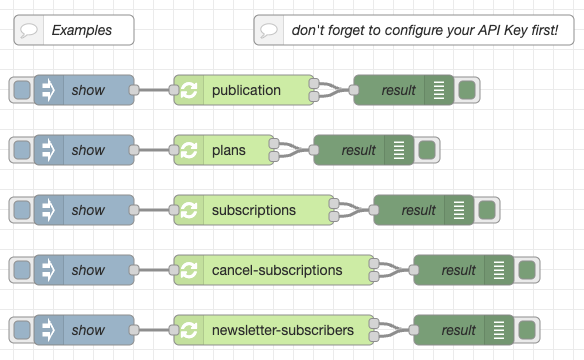 Examples
don't forget to configure your API Key first!
show publication result
show plans result
show subscriptions result
show cancel-subscriptions result
show newsletter-subscribers result